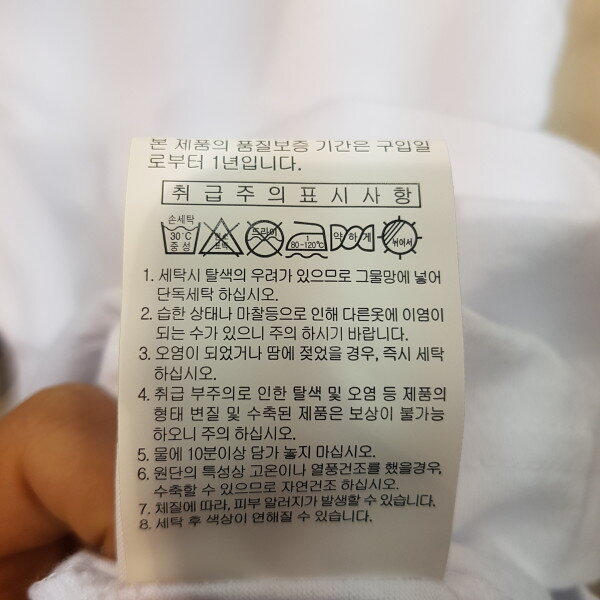 본 제품의 품질보증 기간은 구입일
로부터 1년입니다.
취급주의표시사항
손세탁
30℃
중성
염소
표백
드라이
1
80-120℃
약하게
뉘어서
1. 세탁시 탈색의 우려가 있으므로 그물망에 넣어
단독세탁 하십시오.
2. 습한 상태나 마찰등으로 인해 다른옷에 이염이
되는 수가 있으니 주의 하시기 바랍니다.
3. 오염이 되었거나 땀에 젖었을 경우, 즉시 세탁
하십시오.
4. 취급 부주의로 인한 탈색 및 오염 등 제품의
형태 변질 및 수축된 제품은 보상이 불가능
하오니 주의 하십시오.
5. 물에 10분이상 담가 놓지 마십시오.
6. 원단의 특성상 고온이나 열풍건조를 했을경우,
수축할 수 있으므로 자연건조 하십시오.
7. 체질에 따라, 피부 알러지가 발생할 수 있습니다.
8. 세탁 후 색상이 연해질 수 있습니다.